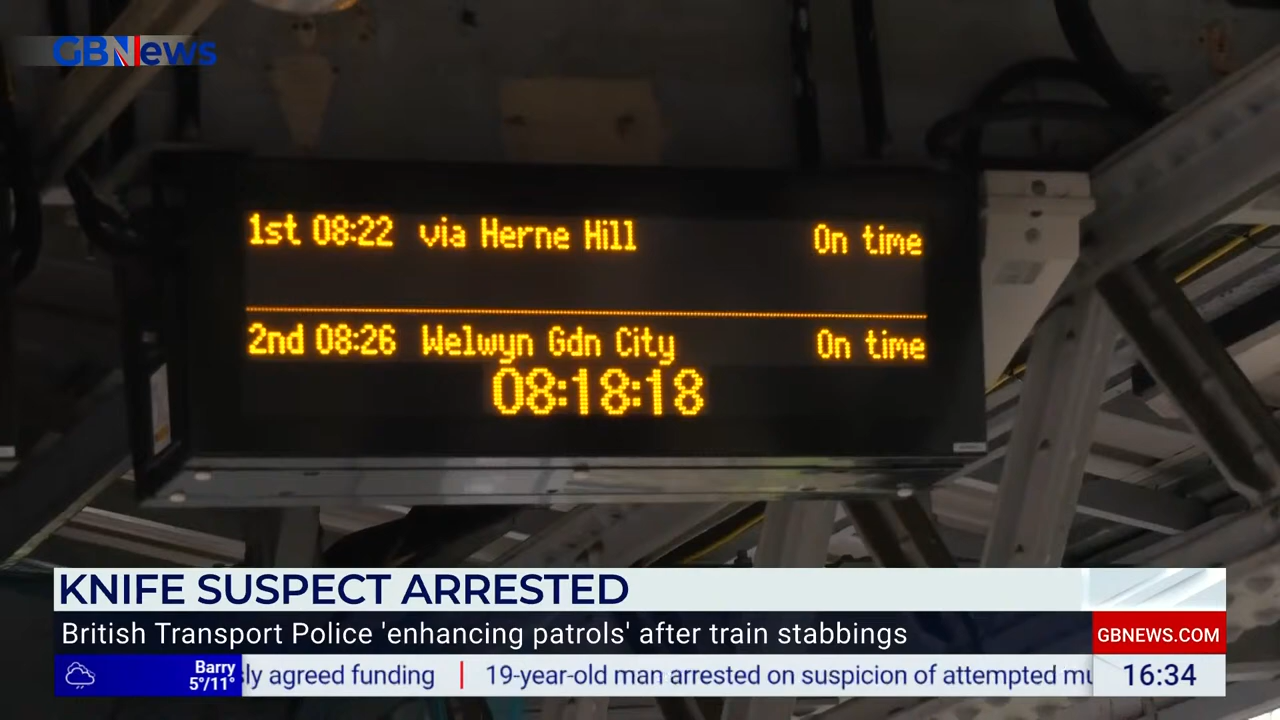 GBNews
1st 08:22 via Herne Hill On time
2nd 08:26 Welwyn Gdn City On time
08:18:18
KNIFE SUSPECT ARRESTED
British Transport Police 'enhancing patrols' after train stabbings
GBNEWS.COM
Barry
5°/11°
sly agreed funding | 19-year-old man arrested on suspicion of attempted mu
16:34